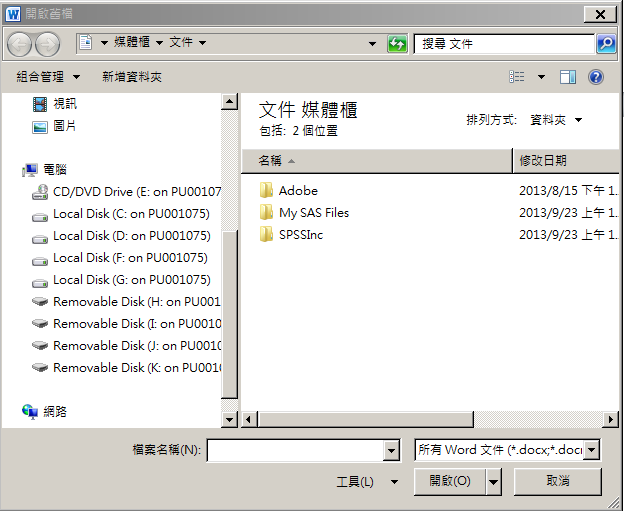 開啟舊檔
媒體櫃 文件
搜尋 文件
組合管理 新增資料夾
視訊
圖片
電腦
CD/DVD Drive (E: on PU00107
Local Disk (C: on PU001075)
Local Disk (D: on PU001075)
Local Disk (F: on PU001075)
Local Disk (G: on PU001075)
Removable Disk (H: on PU001
Removable Disk (I: on PU0010
Removable Disk (J: on PU0010
Removable Disk (K: on PU0010
網路
文件 媒體櫃
包括: 2 個位置
排列方式: 資料夾
名稱 修改日期
Adobe 2013/8/15 下午 1...
My SAS Files 2013/9/23 上午 1...
SPSSInc 2013/9/23 上午 1...
檔案名稱(N): 所有 Word 文件 (*.docx;*.docm
工具(L) 開啟(O) 取消